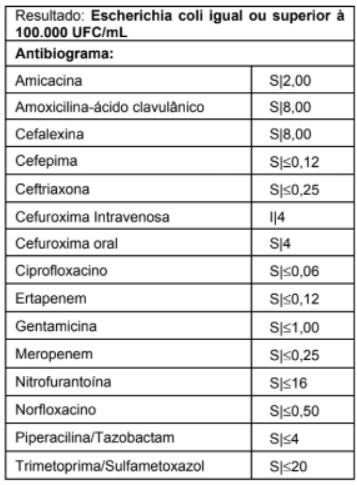 Resultado: Escherichia coli igual ou superior à
100.000 UFC/mL
Antibiograma:
Amicacina S|2,00
Amoxicilina-ácido clavulânico S|8,00
Cefalexina S|8,00
Cefepima S|≤0,12
Ceftriaxona S|≤0,25
Cefuroxima Intravenosa I|4
Cefuroxima oral S|4
Ciprofloxacino S|≤0,06
Ertapenem S|≤0,12
Gentamicina S|≤1,00
Meropenem S|≤0,25
Nitrofurantoína S|≤16
Norfloxacino S|≤0,50
Piperacilina/Tazobactam S|≤4
Trimetoprima/Sulfametoxazol S|≤20